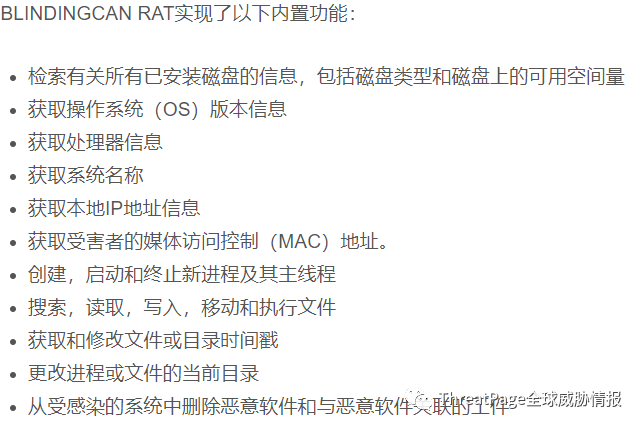 BLINDINGCAN RAT实现了以下内置功能：
• 检索有关所有已安装磁盘的信息，包括磁盘类型和磁盘上的可用空间量
• 获取操作系统（OS）版本信息
• 获取处理器信息
• 获取系统名称
• 获取本地IP地址信息
• 获取受害者的媒体访问控制（MAC）地址。
• 创建，启动和终止新进程及其主线程
• 搜索，读取，写入，移动和执行文件
• 获取和修改文件或目录时间戳
• 更改进程或文件的当前目录
• 从受感染的系统中删除恶意软件和与恶意软件关联的工件
ThreatPage全球威胁情报